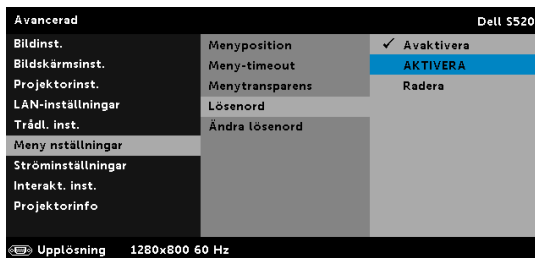 Avancerad Dell S520
Bildinst.
Bildskärmsinst.
Projektorinst.
LAN-inställningar
Trådl. inst.
Meny nställningar
Ströminställningar
Interakt. inst.
Projektorinfo
Menyposition
Meny-timeout
Menytransparens
Lösenord
Ändra lösenord
✓ Avaktivera
AKTIVERA
Radera
Upplösning 1280x800 60 Hz